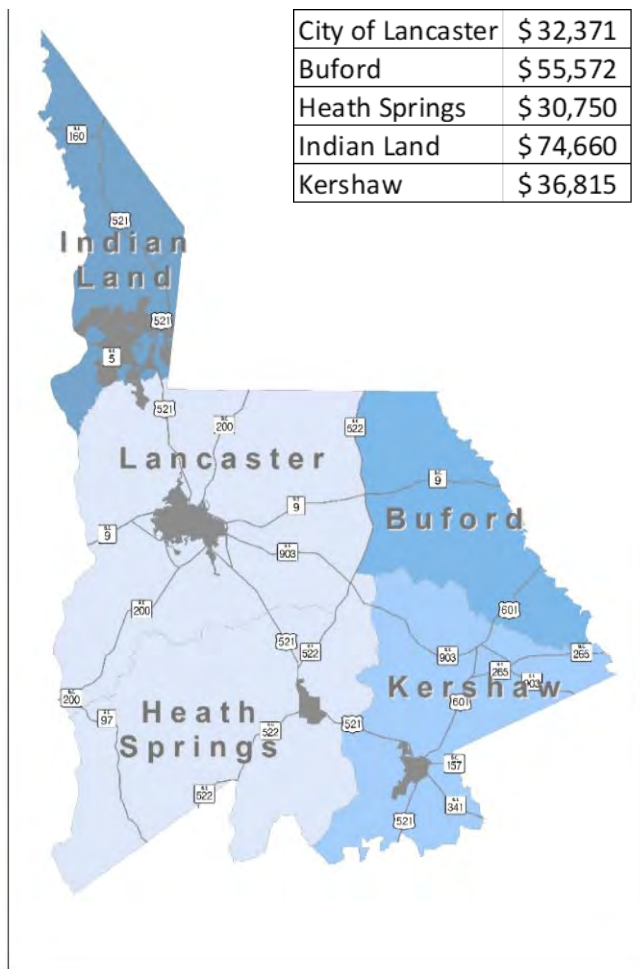 City of Lancaster $ 32,371
Buford $ 55,572
Heath Springs $ 30,750
Indian Land $ 74,660
Kershaw $ 36,815
160
521
Indian
Land
521
5
521
200
522
Lancaster
9
9
Buford
9
903
200
601
521
522
903
265
265
903
Kershaw
200
97
Heath
Springs
522
521
601
157
522
341
521